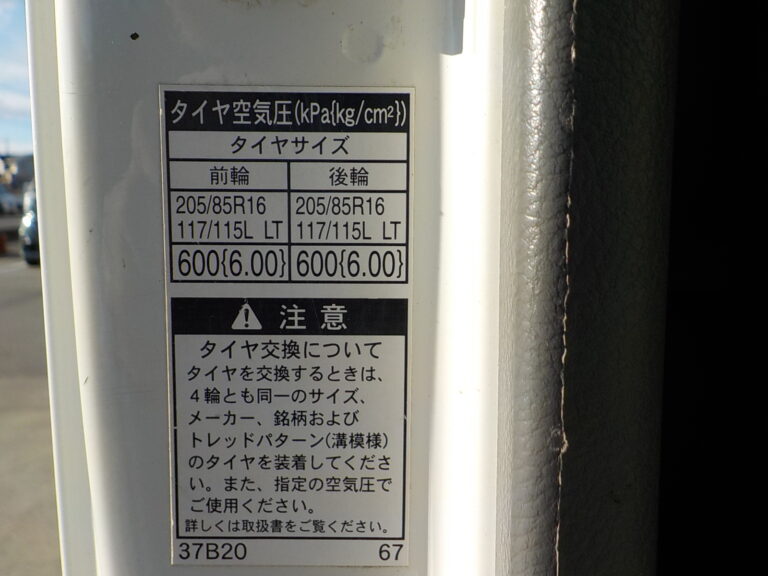 タイヤ空気圧(kPa{kg/cm²})
タイヤサイズ
前輪 後輪
205/85R16 205/85R16
117/115L LT 117/115L LT
600{6.00} 600{6.00}
注意
タイヤ交換について
タイヤを交換するときは、
4輪とも同一のサイズ、
メーカー、銘柄および
トレッドパターン(溝模様)
のタイヤを装着してくださ
い。また、指定の空気圧で
ご使用ください。
詳しくは取扱書をご覧ください。
37B20 67